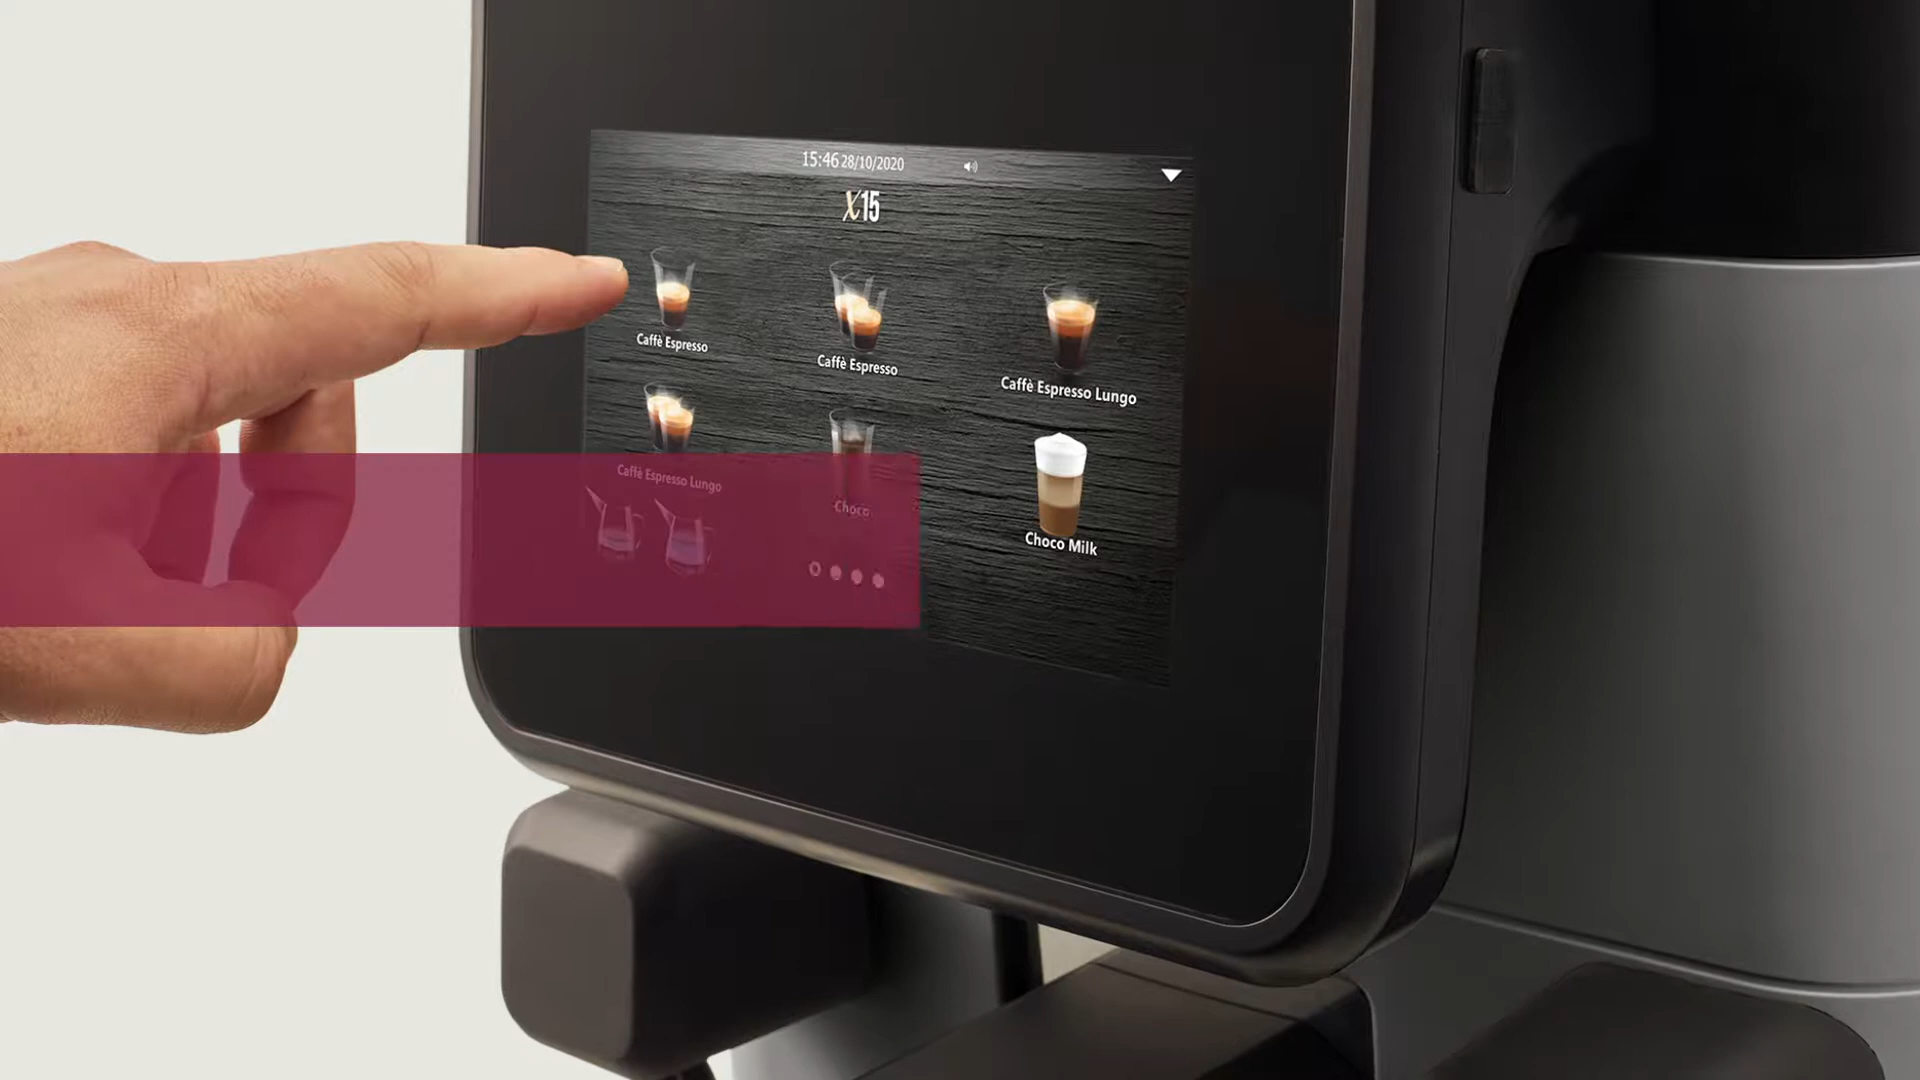 15:46 28/10/2020
X15
Caffè Espresso
Caffè Espresso
Caffè Espresso Lungo
Caffè Espresso Lungo
Choco
Choco Milk